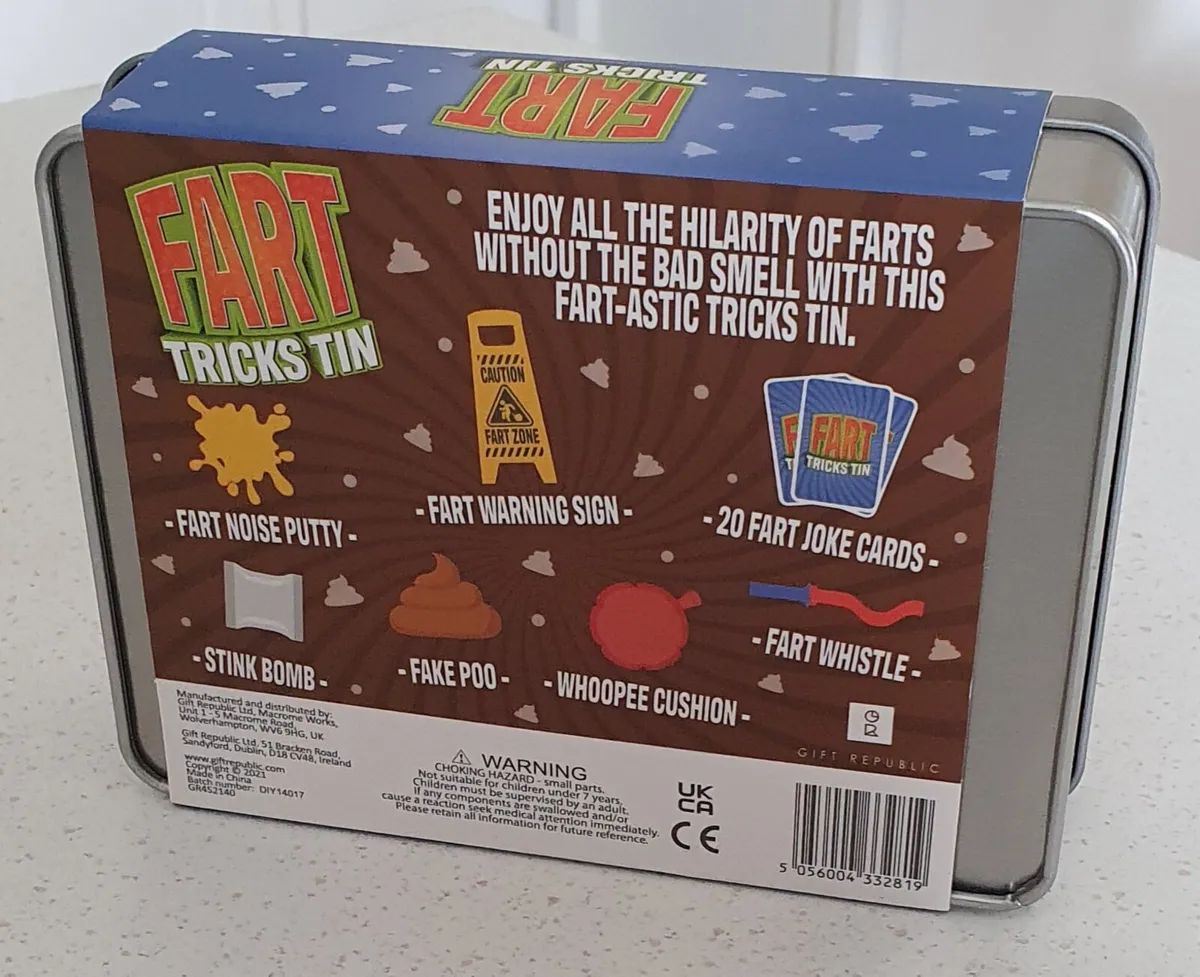 FART
TRICKS TIN
FART
TRICKS TIN
ENJOY ALL THE HILARITY OF FARTS
WITHOUT THE BAD SMELL WITH THIS
FART-ASTIC TRICKS TIN.
CAUTION
FART ZONE
FART
TRICKS TIN
- FART NOISE PUTTY -
- FART WARNING SIGN -
- 20 FART JOKE CARDS -
- STINK BOMB -
- FAKE POO -
- WHOOPEE CUSHION -
- FART WHISTLE -
GIFT REPUBLIC
Manufactured and distributed by:
Gift Republic Ltd, Macrome Works,
Unit 1 - 5 Macrome Road,
Wolverhampton, WV6 9HG, UK
Gift Republic Ltd, 51 Bracken Road,
Sandyford, Dublin, D18 CV48, Ireland
www.giftrepublic.com
Copyright © 2021
Made in China
Batch number: DIY14017
GR452140
WARNING
CHOKING HAZARD - small parts.
Not suitable for children under 7 years.
Children must be supervised by an adult.
If any components are swallowed and/or
cause a reaction seek medical attention immediately.
Please retain all information for future reference.
UK
CA
CE
5 056004 332819